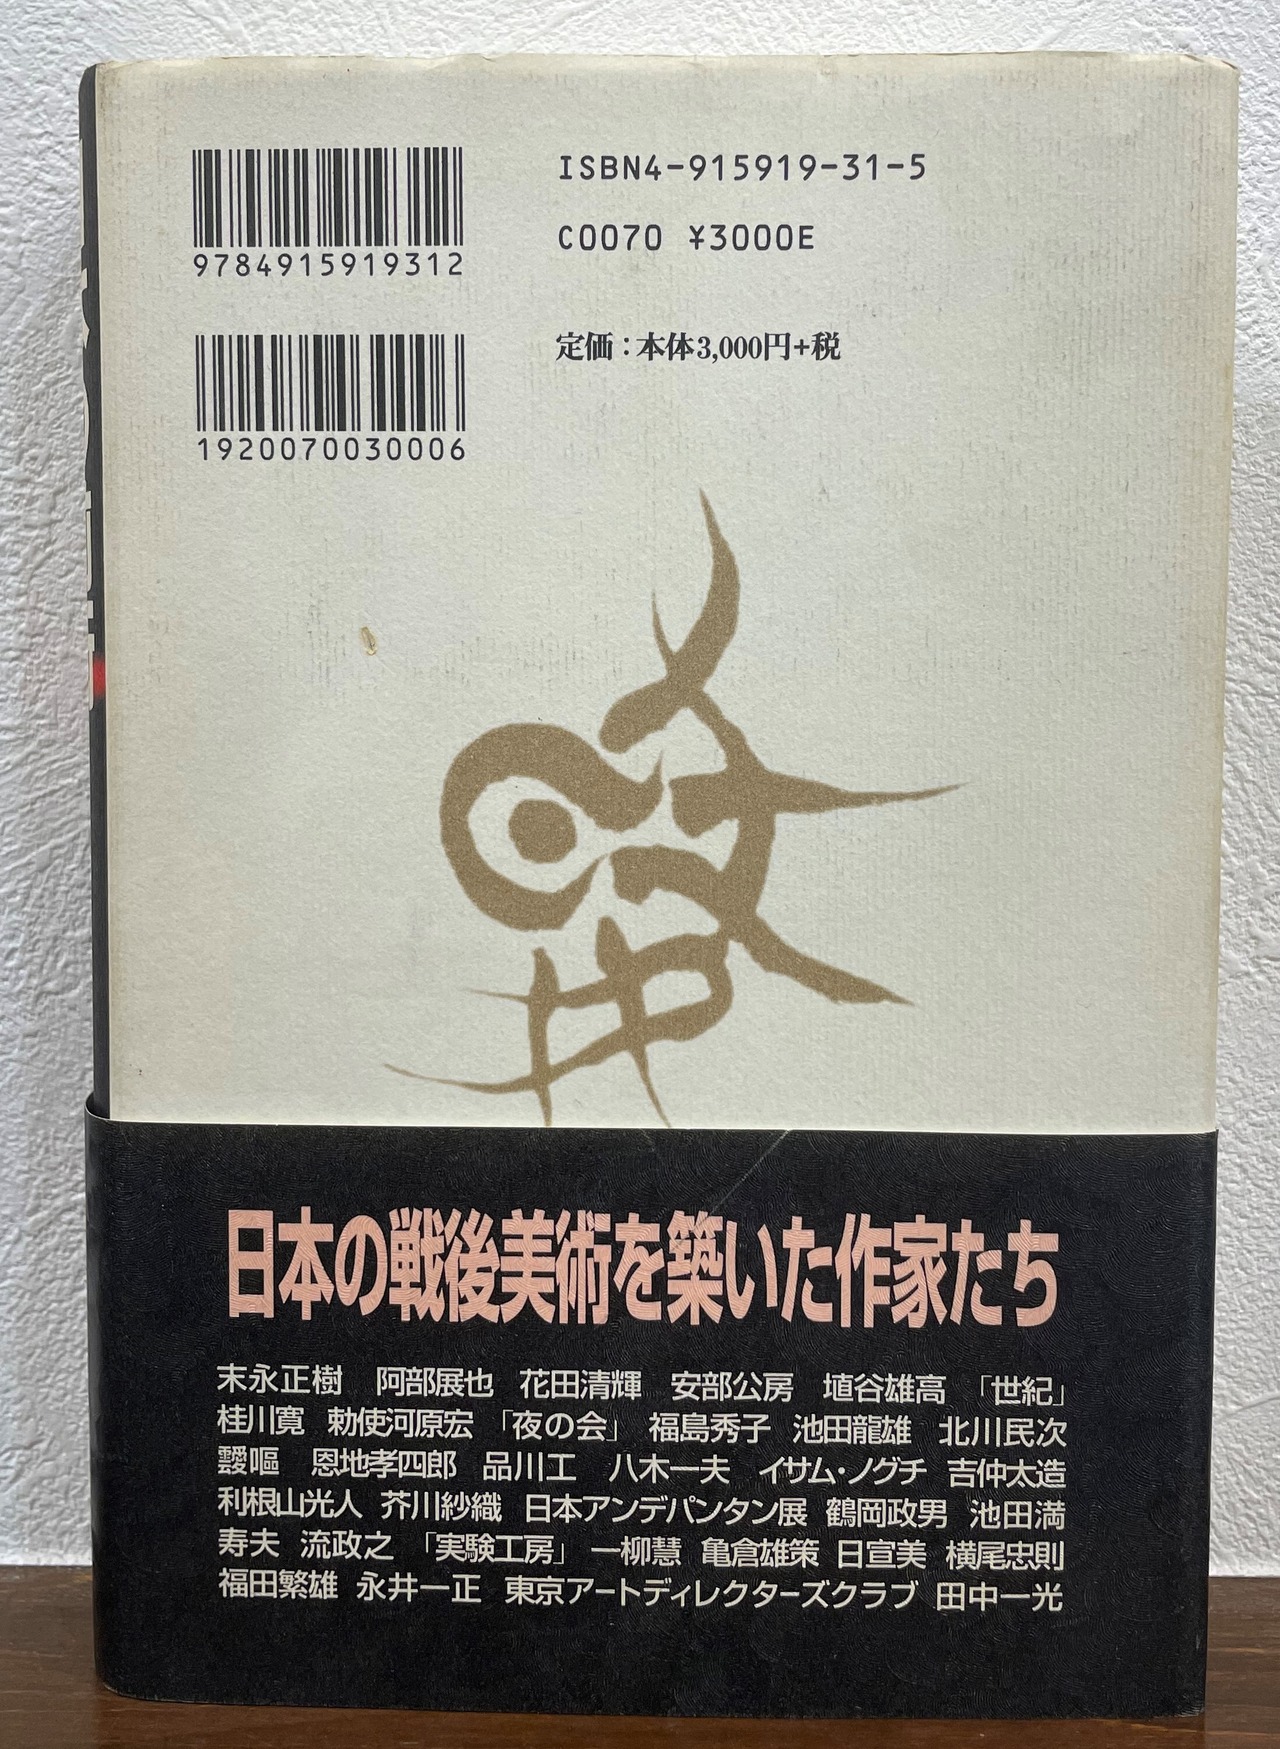 ISBN4-915919-31-5
9784915919312
C0070 ¥3000E
定価：本体3,000円+税
1920070030006
日本の戦後美術を築いた作家たち
末永正樹 阿部展也 花田清輝 安部公房 埴谷雄高 「世紀」
桂川寛 勅使河原宏 「夜の会」 福島秀子 池田龍雄 北川民次
靉嘔 恩地孝四郎 品川工 八木一夫 イサム・ノグチ 吉仲太造
利根山光人 芥川紗織 日本アンデパンタン展 鶴岡政男 池田満
寿夫 流政之 「実験工房」 一柳慧 亀倉雄策 日宣美 横尾忠則
福田繁雄 永井一正 東京アートディレクターズクラブ 田中一光